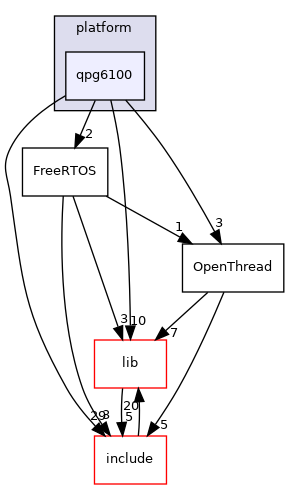 platform
qpg6100
2
FreeRTOS
1
3
OpenThread
3
10
7
lib
20
5
29
8
5
include